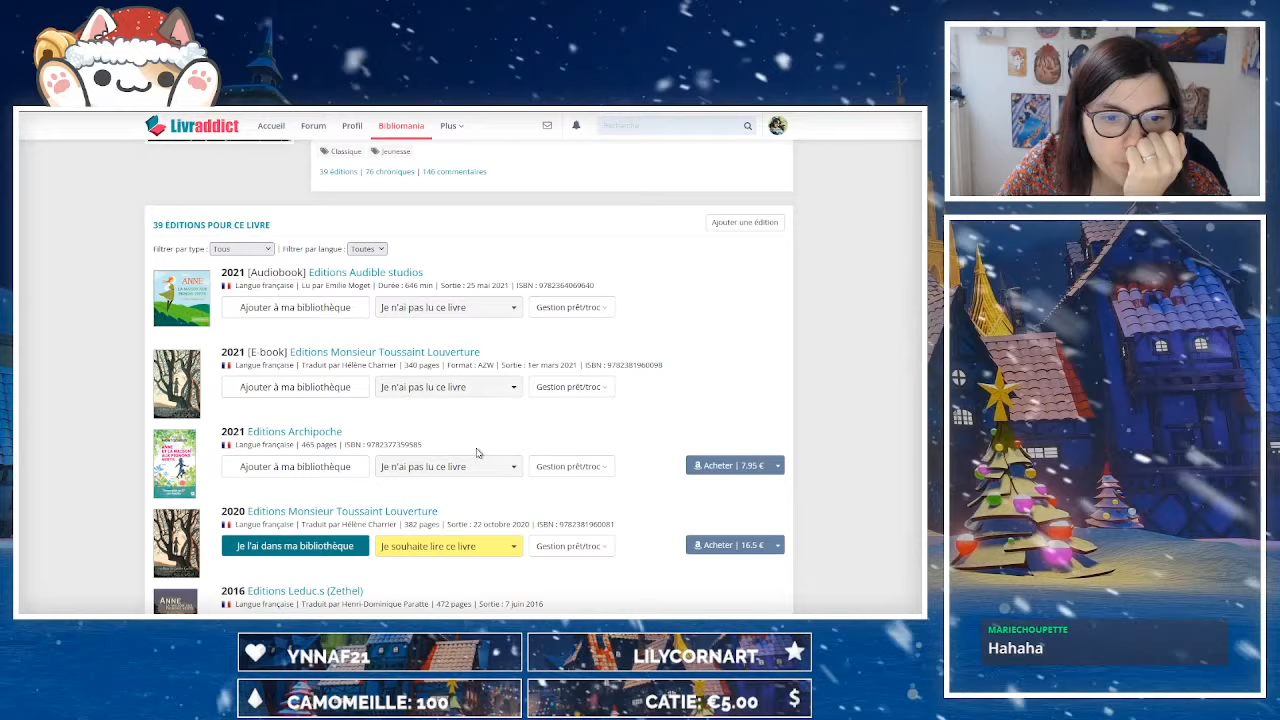 Livraddict
Accueil
Forum
Profil
Bibliomania
Plus
Recherche
Classique
Jeunesse
39 éditions | 76 chroniques | 146 commentaires
39 ÉDITIONS POUR CE LIVRE
Ajouter une édition
Filtrer par type : Tous | Filtrer par langue : Toutes
2021 [Audiobook] Editions Audible studios
Langue française | Lu par Emilie Moget | Durée : 646 min | Sortie : 25 mai 2021 | ISBN : 9782364069640
Ajouter à ma bibliothèque
Je n'ai pas lu ce livre
Gestion prêt/troc
2021 [E-book] Editions Monsieur Toussaint Louverture
Langue française | Traduit par Hélène Charrier | 340 pages | Format : AZW | Sortie : 1er mars 2021 | ISBN : 9782381960098
Ajouter à ma bibliothèque
Je n'ai pas lu ce livre
Gestion prêt/troc
2021 Editions Archipoche
Langue française | 465 pages | ISBN : 9782377359585
Ajouter à ma bibliothèque
Je n'ai pas lu ce livre
Gestion prêt/troc
Acheter | 7.95 €
2020 Editions Monsieur Toussaint Louverture
Langue française | Traduit par Hélène Charrier | 382 pages | Sortie : 22 octobre 2020 | ISBN : 9782381960081
Je l'ai dans ma bibliothèque
Je souhaite lire ce livre
Gestion prêt/troc
Acheter | 16.5 €
2016 Editions Leduc.s (Zethel)
Langue française | Traduit par Henri-Dominique Paratte | 472 pages | Sortie : 7 juin 2016
ANNE
MARIECHOUPETTE
Hahaha
YNNAF21
LILYCORNART
CAMOMEILLE: 100
CATIE: €5.00